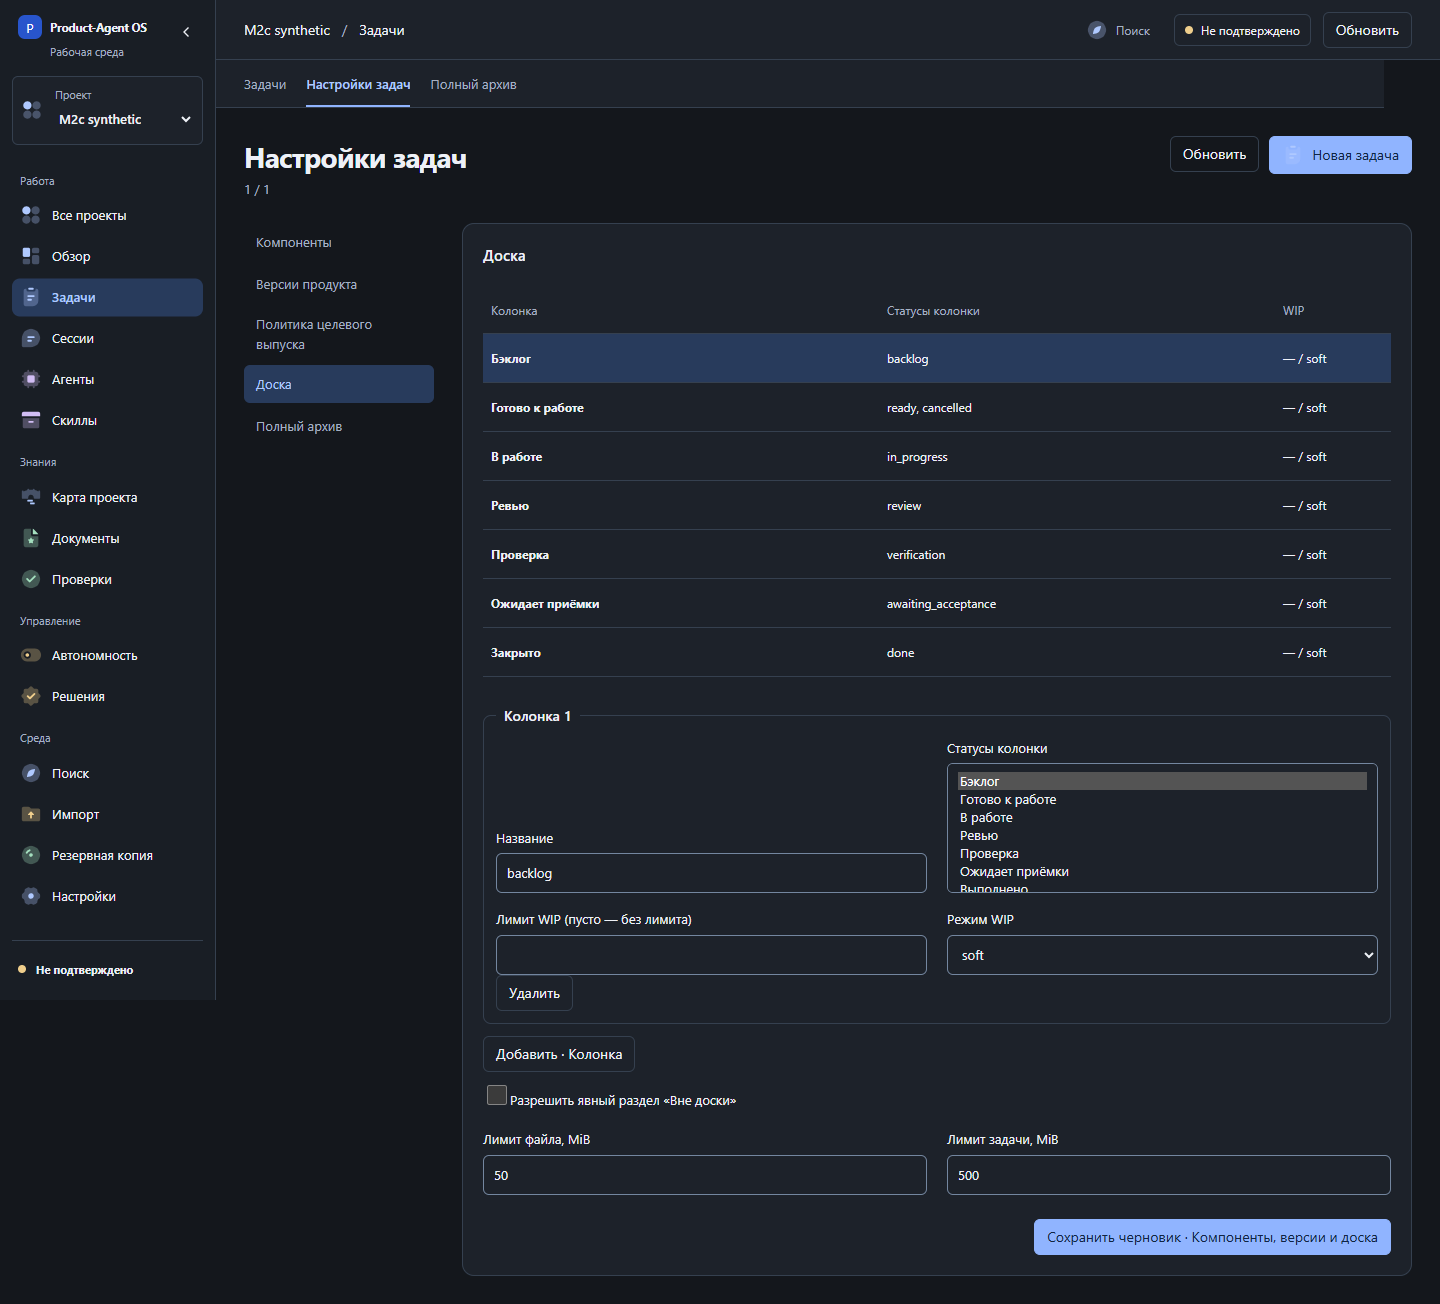 P
Product-Agent OS
Рабочая среда
Проект
M2c synthetic
Работа
Все проекты
Обзор
Задачи
Сессии
Агенты
Скиллы
Знания
Карта проекта
Документы
Проверки
Управление
Автономность
Решения
Среда
Поиск
Импорт
Резервная копия
Настройки
Не подтверждено
M2c synthetic / Задачи
Поиск
Не подтверждено
Обновить
Задачи
Настройки задач
Полный архив
Настройки задач
1 / 1
Обновить
Новая задача
Компоненты
Версии продукта
Политика целевого
выпуска
Доска
Полный архив
Доска
Колонка Статусы колонки WIP
Бэклог backlog — / soft
Готово к работе ready, cancelled — / soft
В работе in_progress — / soft
Ревью review — / soft
Проверка verification — / soft
Ожидает приёмки awaiting_acceptance — / soft
Закрыто done — / soft
Колонка 1
Название
backlog
Статусы колонки
Бэклог
Готово к работе
В работе
Ревью
Проверка
Ожидает приёмки
Выполнено
Лимит WIP (пусто — без лимита)
Режим WIP
soft
Удалить
Добавить · Колонка
Разрешить явный раздел «Вне доски»
Лимит файла, MiB
50
Лимит задачи, MiB
500
Сохранить черновик · Компоненты, версии и доска